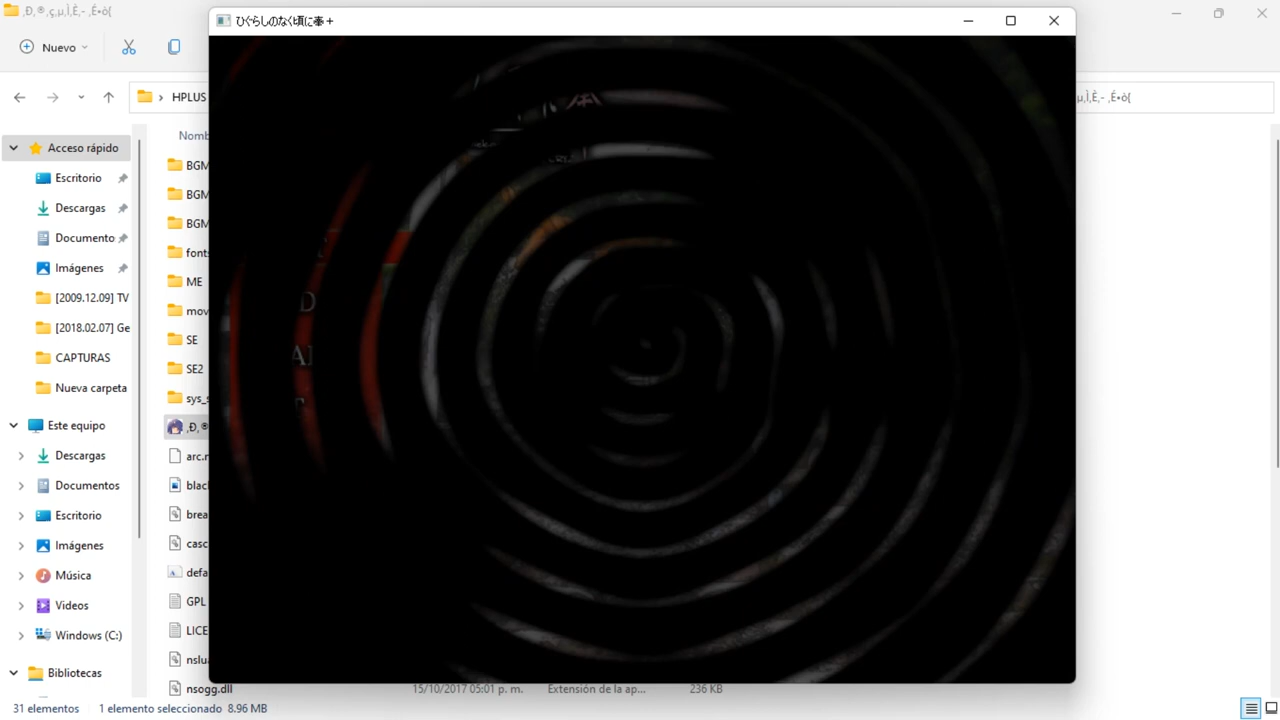 ‚Ð‚®‚ç‚µ‚Ì‚È‚- ‚É•ò{
ひぐらしのなく頃に奉＋
Nuevo
HPLUS
µ‚Ì‚È‚- ‚É•ò{
Nomb
Acceso rápido
Escritorio
Descargas
Documento
Imágenes
[2009.12.09] TV
[2018.02.07] Ge
CAPTURAS
Nueva carpeta
Este equipo
Descargas
Documentos
Escritorio
Imágenes
Música
Videos
Windows (C:)
Bibliotecas
BGM
BGM
BGM
fonts
ME
mov
SE
SE2
sys_s
‚Ð‚®
arc.n
blac
brea
casc
defa
GPL
LICE
nslua
nsogg.dll 15/10/2017 05:01 p. m. Extensión de la ap... 236 KB
31 elementos 1 elemento seleccionado 8.96 MB